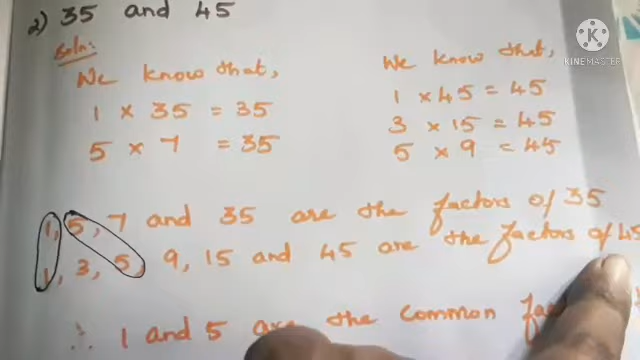 2) 35 and 45
Soln:
We know that,
1 × 35 = 35
5 × 7 = 35
We know that,
1 × 45 = 45
3 × 15 = 45
5 × 9 = 45
1, 5, 7 and 35 are the factors of 35
1, 3, 5, 9, 15 and 45 are the factors of 45
∴ 1 and 5 are the common
KINEMASTER